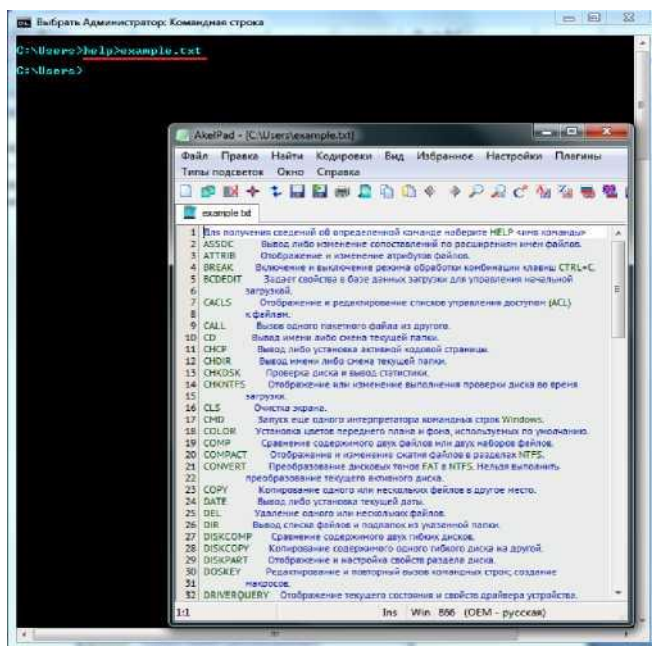 Выбрать Администратор: Командная строка
C:\Users>help>example.txt
C:\Users>
AkelPad - [C:\Users\example.txt]
Файл Правка Найти Кодировки Вид Избранное Настройки Плагины
Типы подсветок Окно Справка
example.txt
1 Для получения сведений об определенной команде наберите HELP <имя команды>
2 ASSOC Вывод либо изменение сопоставлений по расширениям имен файлов.
3 ATTRIB Отображение и изменение атрибутов файлов.
4 BREAK Включение и выключение режима обработки комбинации клавиш CTRL+C.
5 BCDEDIT Задает свойства в базе данных загрузки для управления начальной
6 загрузкой.
7 CACLS Отображение и редактирование списков управления доступом (ACL)
8 к файлам.
9 CALL Вызов одного пакетного файла из другого.
10 CD Вывод имени либо смена текущей папки.
11 CHCP Вывод либо установка активной кодовой страницы.
12 CHDIR Вывод имени либо смена текущей папки.
13 CHKDSK Проверка диска и вывод статистики.
14 CHKNTFS Отображение или изменение выполнения проверки диска во время
15 загрузки.
16 CLS Очистка экрана.
17 CMD Запуск еще одного интерпретатора командных строк Windows.
18 COLOR Установка цветов переднего плана и фона, используемых по умолчанию.
19 COMP Сравнение содержимого двух файлов или двух наборов файлов.
20 COMPACT Отображение и изменение сжатия файлов в разделах NTFS.
21 CONVERT Преобразование дисковых томов FAT в NTFS. Нельзя выполнить
22 преобразование текущего активного диска.
23 COPY Копирование одного или нескольких файлов в другое место.
24 DATE Вывод либо установка текущей даты.
25 DEL Удаление одного или нескольких файлов.
26 DIR Вывод списка файлов и подпапок из указанной папки.
27 DISKCOMP Сравнение содержимого двух гибких дисков.
28 DISKCOPY Копирование содержимого одного гибкого диска на другой.
29 DISKPART Отображение и настройка свойств раздела диска.
30 DOSKEY Редактирование и повторный вызов командных строк; создание
31 макросов.
32 DRIVERQUERY Отображение текущего состояния и свойств драйвера устройства.
1:1 Ins Win 866 (OEM - русская)